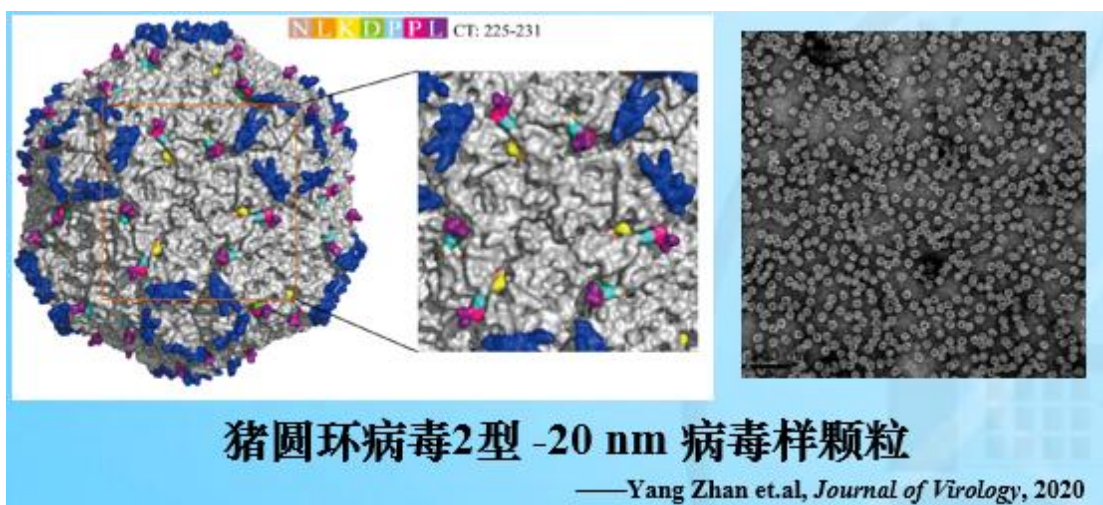 NLKDPPL CT: 225-231
猪圆环病毒2型 -20 nm 病毒样颗粒
——Yang Zhan et.al, Journal of Virology, 2020